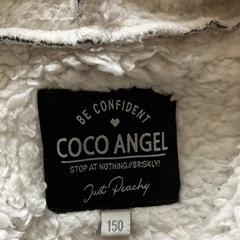 BE CONFIDENT
COCO ANGEL
STOP AT NOTHING//BRISKLY!
Just Peachy
150